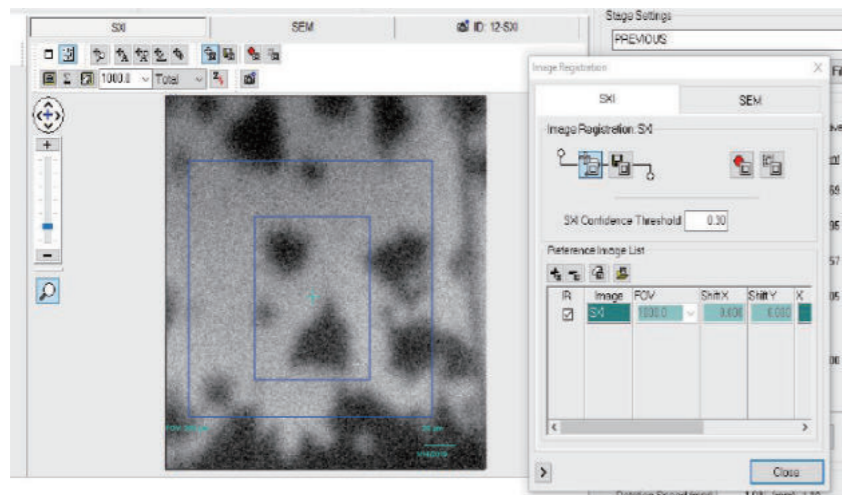 SXI SEM ID: 12-SXI
Stage Settings
PREVIOUS
1000.0 Total
Image Registration X
SXI SEM
Image Registration: SXI
SXI Confidence Threshold 0.30
Reference Image List
IR Image FOV Shift X Shift Y X
SXI 1000.0 0.000 0.000
Close